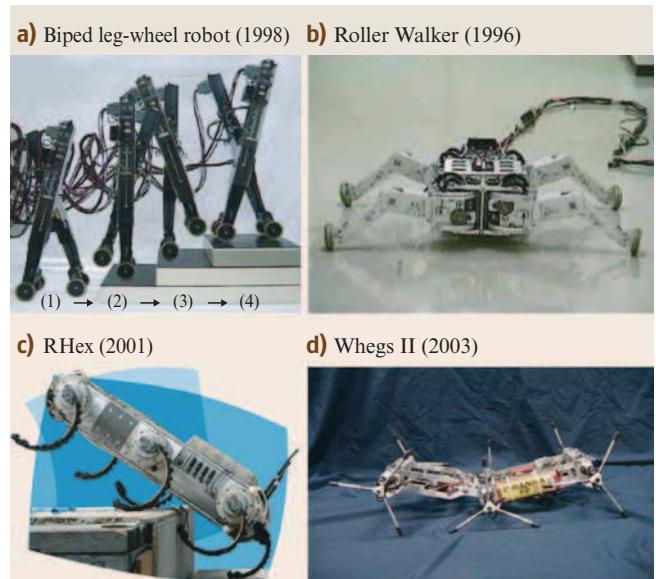 a) Biped leg-wheel robot (1998)
b) Roller Walker (1996)
(1) → (2) → (3) → (4)
c) RHex (2001)
d) Whegs II (2003)